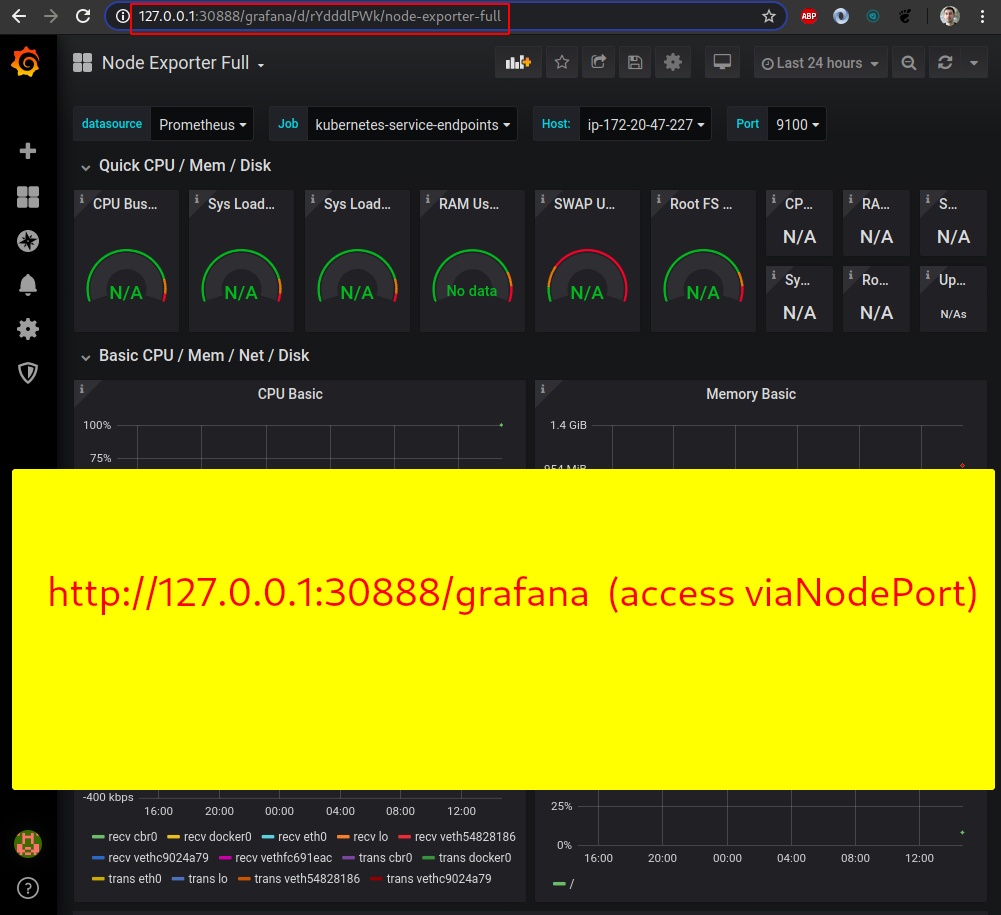 127.0.0.1:30888/grafana/d/rYdddlPWk/node-exporter-full
ABP
Node Exporter Full
Last 24 hours
datasource Prometheus Job kubernetes-service-endpoints Host: ip-172-20-47-227 Port 9100
Quick CPU / Mem / Disk
CPU Bus... Sys Load... Sys Load... RAM Us... SWAP U... Root FS ... CP... RA... S...
N/A N/A N/A
N/A N/A N/A No data N/A N/A
Sy... Ro... Up...
N/A N/A N/As
Basic CPU / Mem / Net / Disk
CPU Basic Memory Basic
100% 1.4 GiB
75% 954 MiB
http://127.0.0.1:30888/grafana (access viaNodePort)
-400 kbps
16:00 20:00 00:00 04:00 08:00 12:00
25%
0%
16:00 20:00 00:00 04:00 08:00 12:00
recv cbr0 recv docker0 recv eth0 recv lo recv veth54828186
recv vethc9024a79 recv vethfc691eac trans cbr0 trans docker0
trans eth0 trans lo trans veth54828186 trans vethc9024a79
/